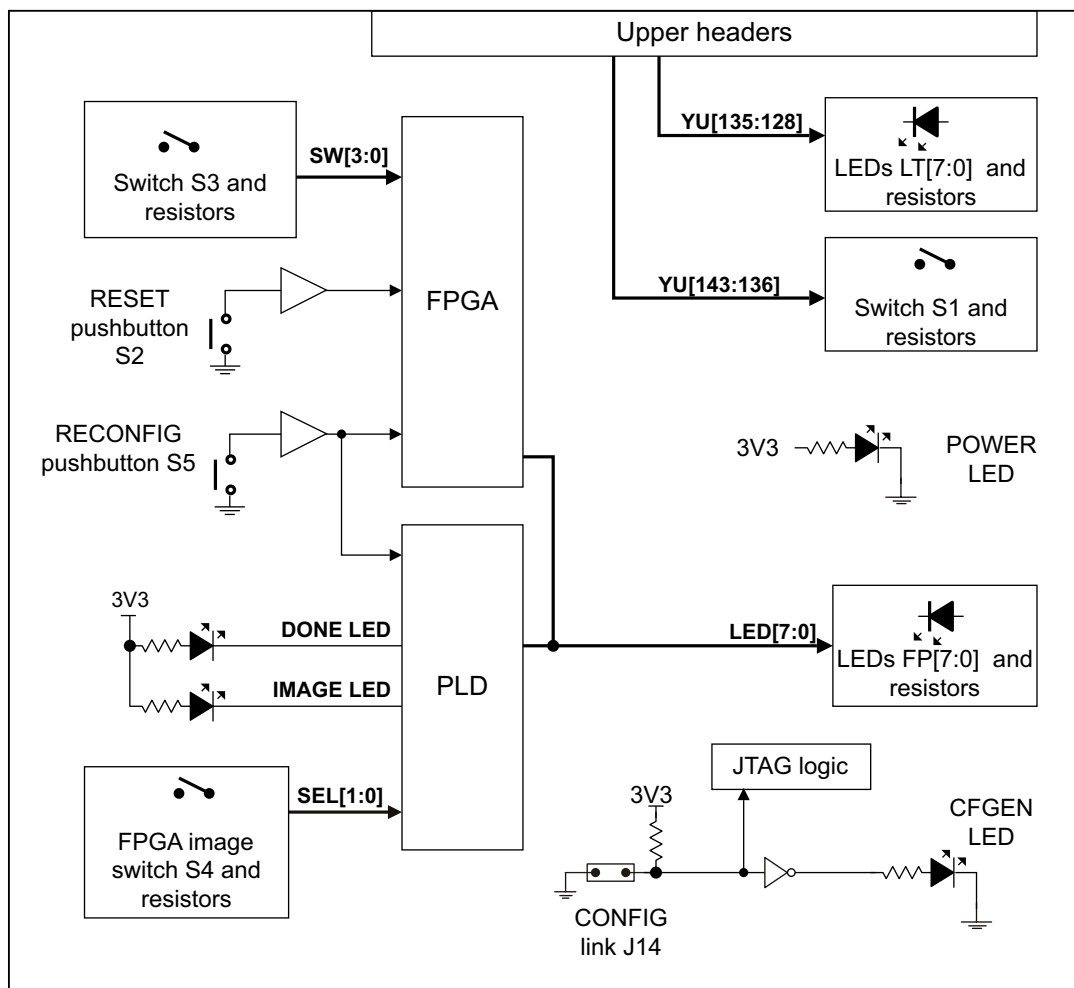 Upper headers
YU[135:128]
LEDs LT[7:0] and
resistors
SW[3:0]
Switch S3 and
resistors
FPGA
YU[143:136]
Switch S1 and
resistors
RESET
pushbutton
S2
RECONFIG
pushbutton S5
3V3
POWER
LED
3V3
DONE LED
IMAGE LED
PLD
LED[7:0]
LEDs FP[7:0] and
resistors
SEL[1:0]
FPGA image
switch S4 and
resistors
JTAG logic
3V3
CFGEN
LED
CONFIG
link J14